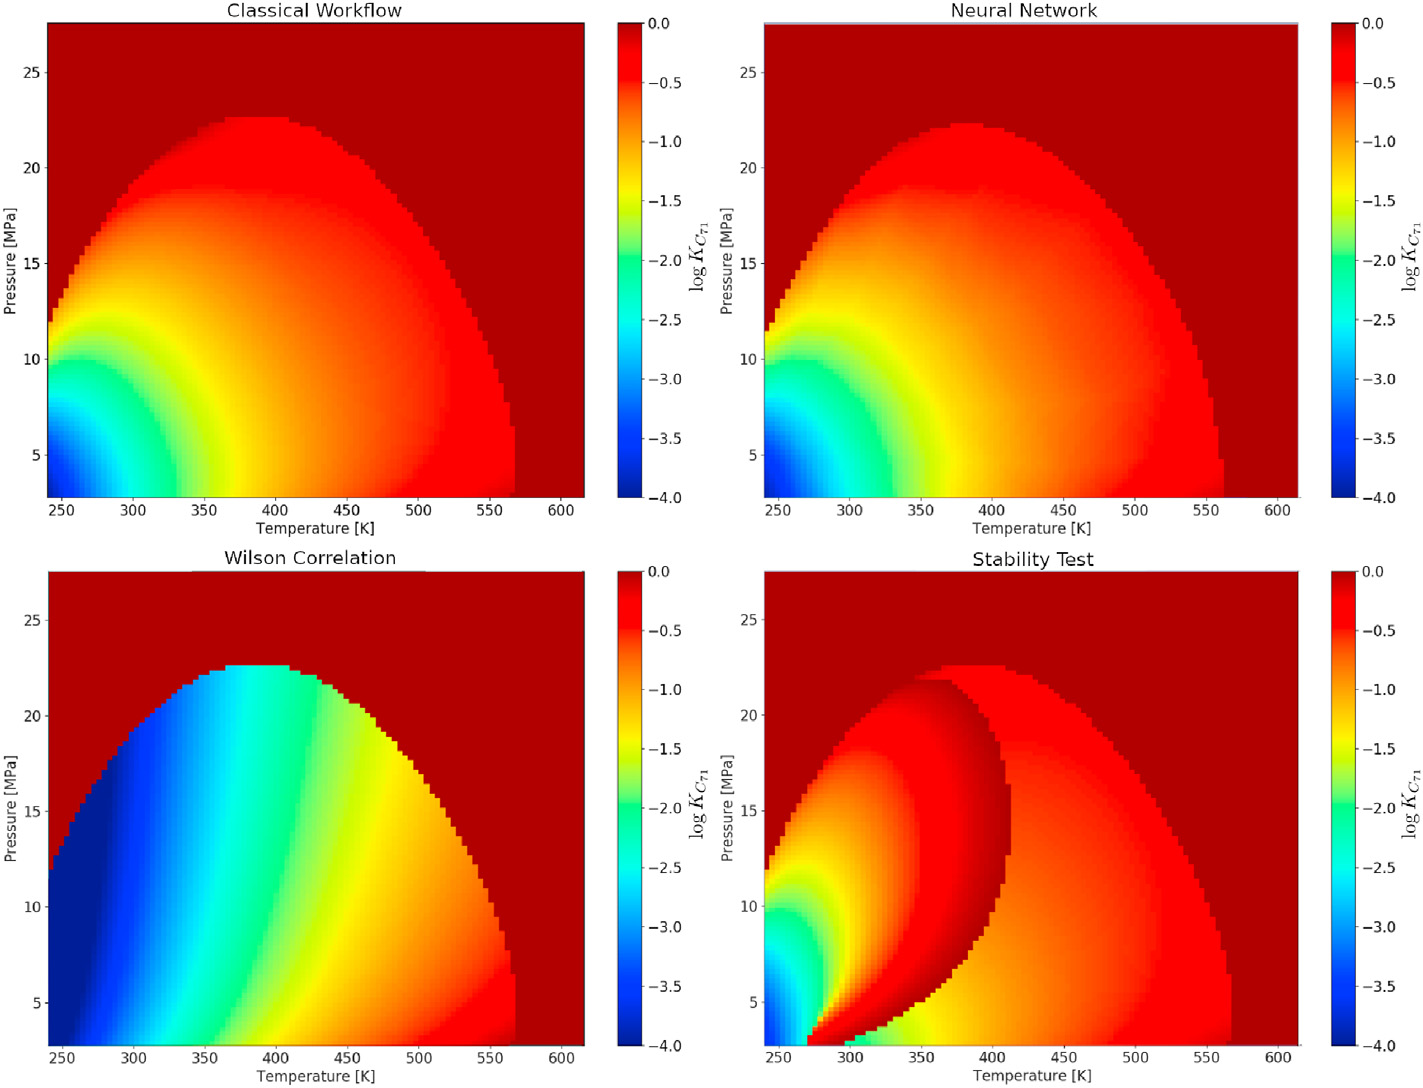 Classical Workflow
25
20
15
10
5
Pressure [MPa]
250 300 350 400 450 500 550 600
Temperature [K]
0.0
−0.5
−1.0
−1.5
−2.0
−2.5
−3.0
−3.5
−4.0
log K_{C_{71}}
Neural Network
25
20
15
10
5
Pressure [MPa]
250 300 350 400 450 500 550 600
Temperature [K]
0.0
−0.5
−1.0
−1.5
−2.0
−2.5
−3.0
−3.5
−4.0
log K_{C_{71}}
Wilson Correlation
25
20
15
10
5
Pressure [MPa]
250 300 350 400 450 500 550 600
Temperature [K]
0.0
−0.5
−1.0
−1.5
−2.0
−2.5
−3.0
−3.5
−4.0
log K_{C_{71}}
Stability Test
25
20
15
10
5
Pressure [MPa]
250 300 350 400 450 500 550 600
Temperature [K]
0.0
−0.5
−1.0
−1.5
−2.0
−2.5
−3.0
−3.5
−4.0
log K_{C_{71}}